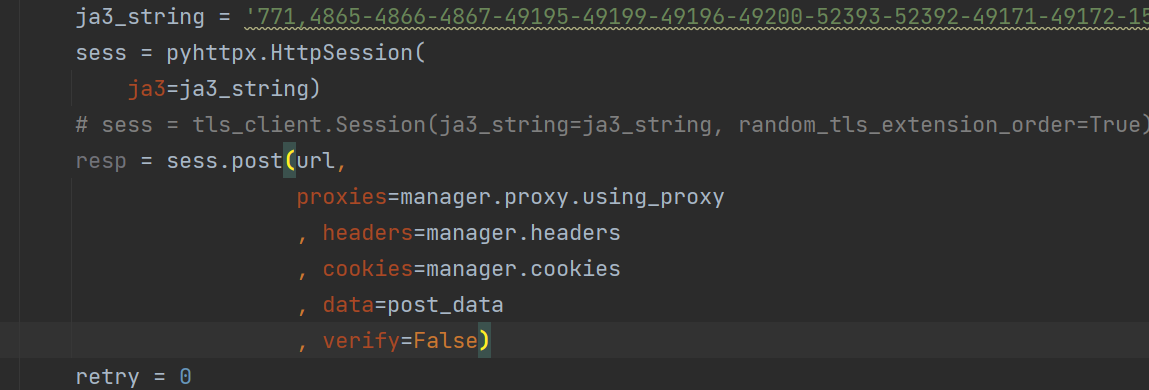 ja3_string = '771,4865-4866-4867-49195-49199-49196-49200-52393-52392-49171-49172-15
sess = pyhttpx.HttpSession(
ja3=ja3_string)
# sess = tls_client.Session(ja3_string=ja3_string, random_tls_extension_order=True)
resp = sess.post(url,
proxies=manager.proxy.using_proxy
, headers=manager.headers
, cookies=manager.cookies
, data=post_data
, verify=False)
retry = 0